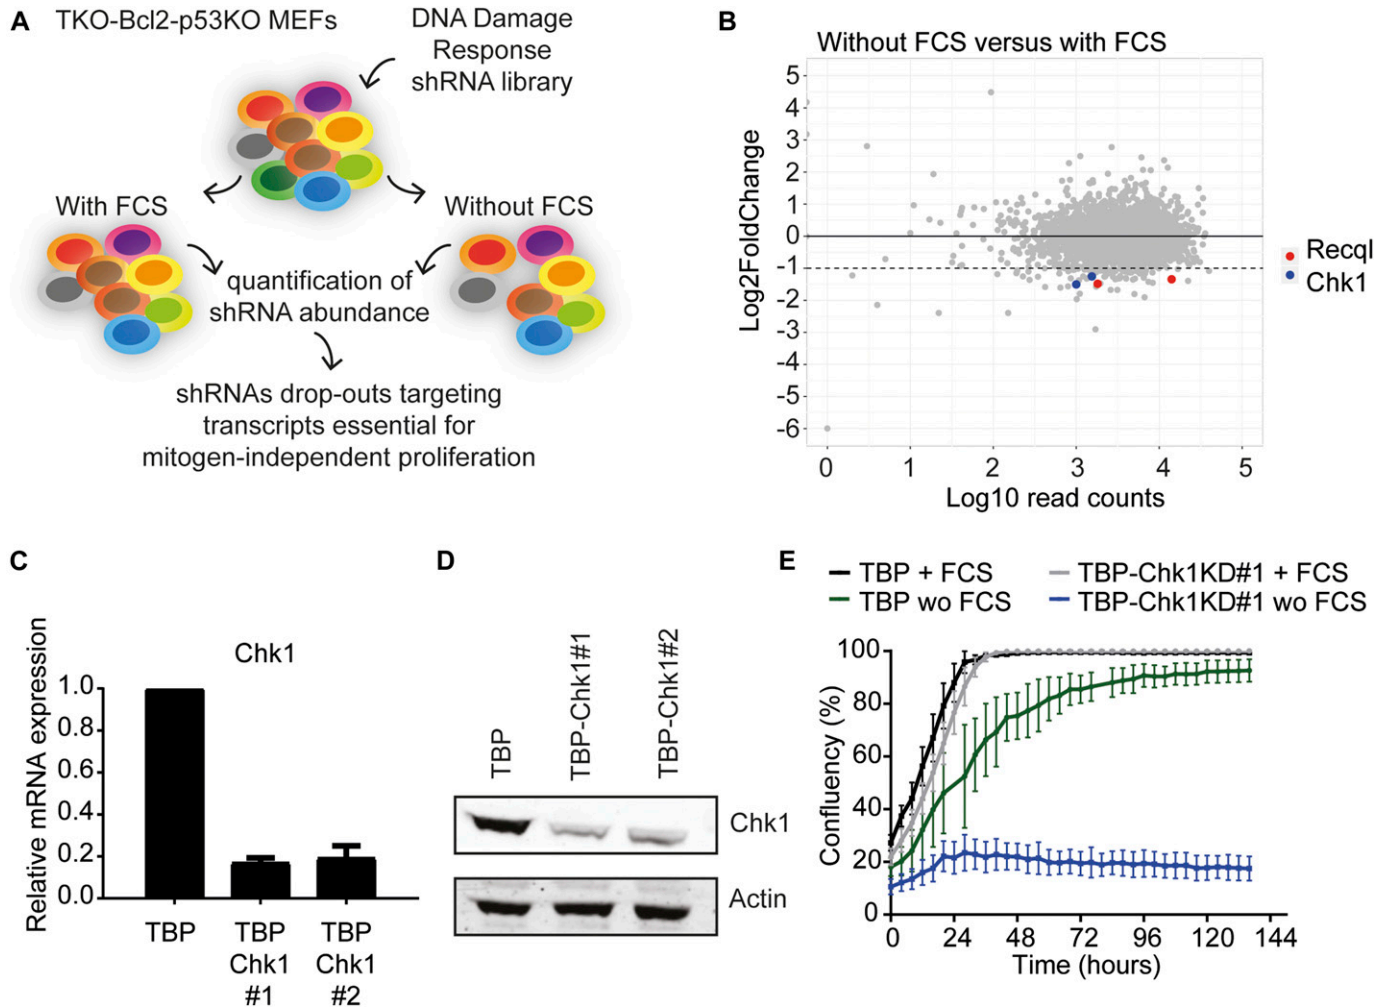 A
TKO-Bcl2-p53KO MEFs
DNA Damage
Response
shRNA library
With FCS
Without FCS
quantification of
shRNA abundance
shRNAs drop-outs targeting
transcripts essential for
mitogen-independent proliferation
B
Without FCS versus with FCS
Log2FoldChange
5
4
3
2
1
0
-1
-2
-3
-4
-5
-6
0 1 2 3 4 5
Log10 read counts
Recql
Chk1
C
Chk1
Relative mRNA expression
1.0
0.8
0.6
0.4
0.2
0.0
TBP TBP TBP
Chk1 Chk1
#1 #2
D
TBP
TBP-Chk1#1
TBP-Chk1#2
Chk1
Actin
E
TBP + FCS TBP-Chk1KD#1 + FCS
TBP wo FCS TBP-Chk1KD#1 wo FCS
Confluency (%)
100
80
60
40
20
0
0 24 48 72 96 120 144
Time (hours)